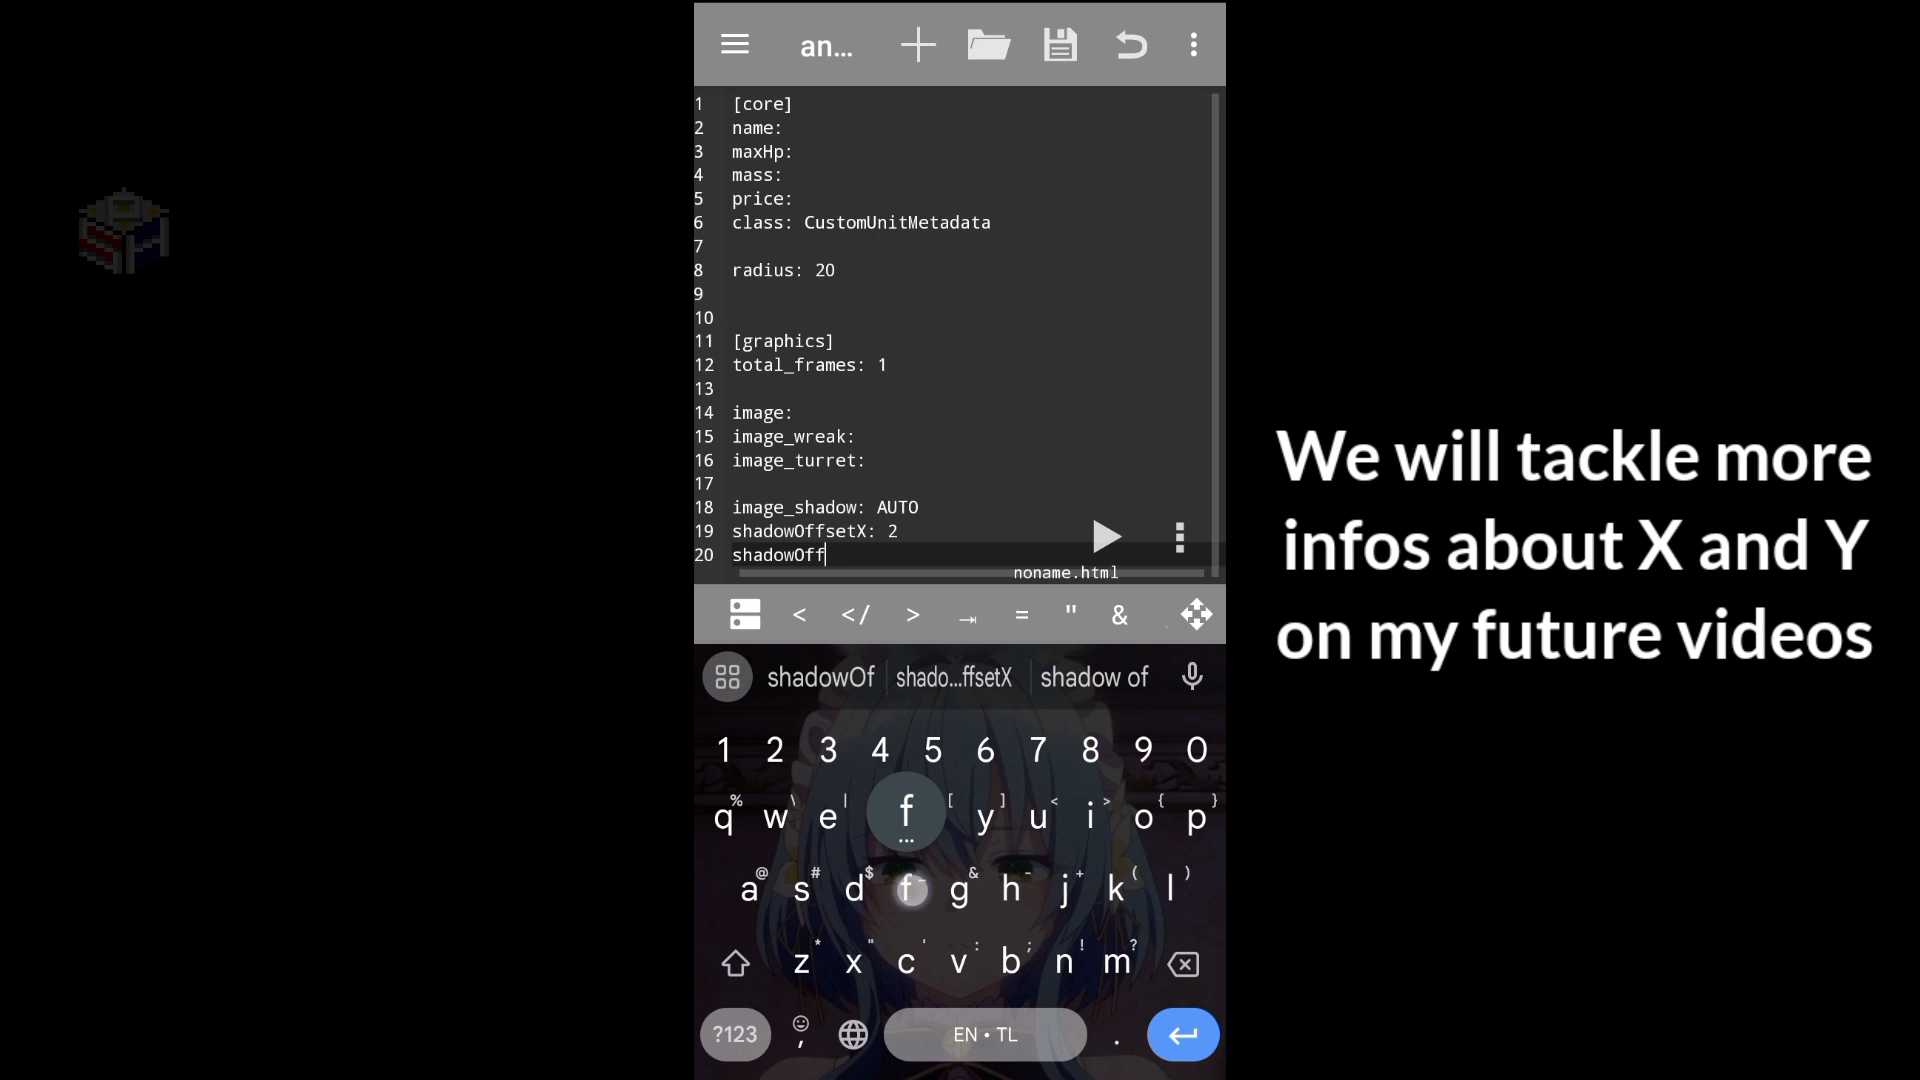 an...
1 [core]
2 name:
3 maxHp:
4 mass:
5 price:
6 class: CustomUnitMetadata
7
8 radius: 20
9
10
11 [graphics]
12 total_frames: 1
13
14 image:
15 image_wreak:
16 image_turret:
17
18 image_shadow: AUTO
19 shadowOffsetX: 2
20 shadowOff
noname.html
< </ > = " &
shadowOf shado...ffsetX shadow of
1 2 3 4 5 6 7 8 9 0
% \ | [ ] < > { }
q w e f y u i o p
...
@ # $ - & - + ( )
a s d f g h j k l
* " ' : ; ! ?
z x c v b n m
?123 , EN • TL .
We will tackle more
infos about X and Y
on my future videos